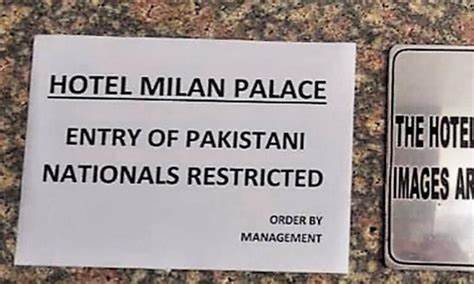 HOTEL MILAN PALACE
ENTRY OF PAKISTANI
NATIONALS RESTRICTED
ORDER BY
MANAGEMENT
THE HOTEL
IMAGES AR